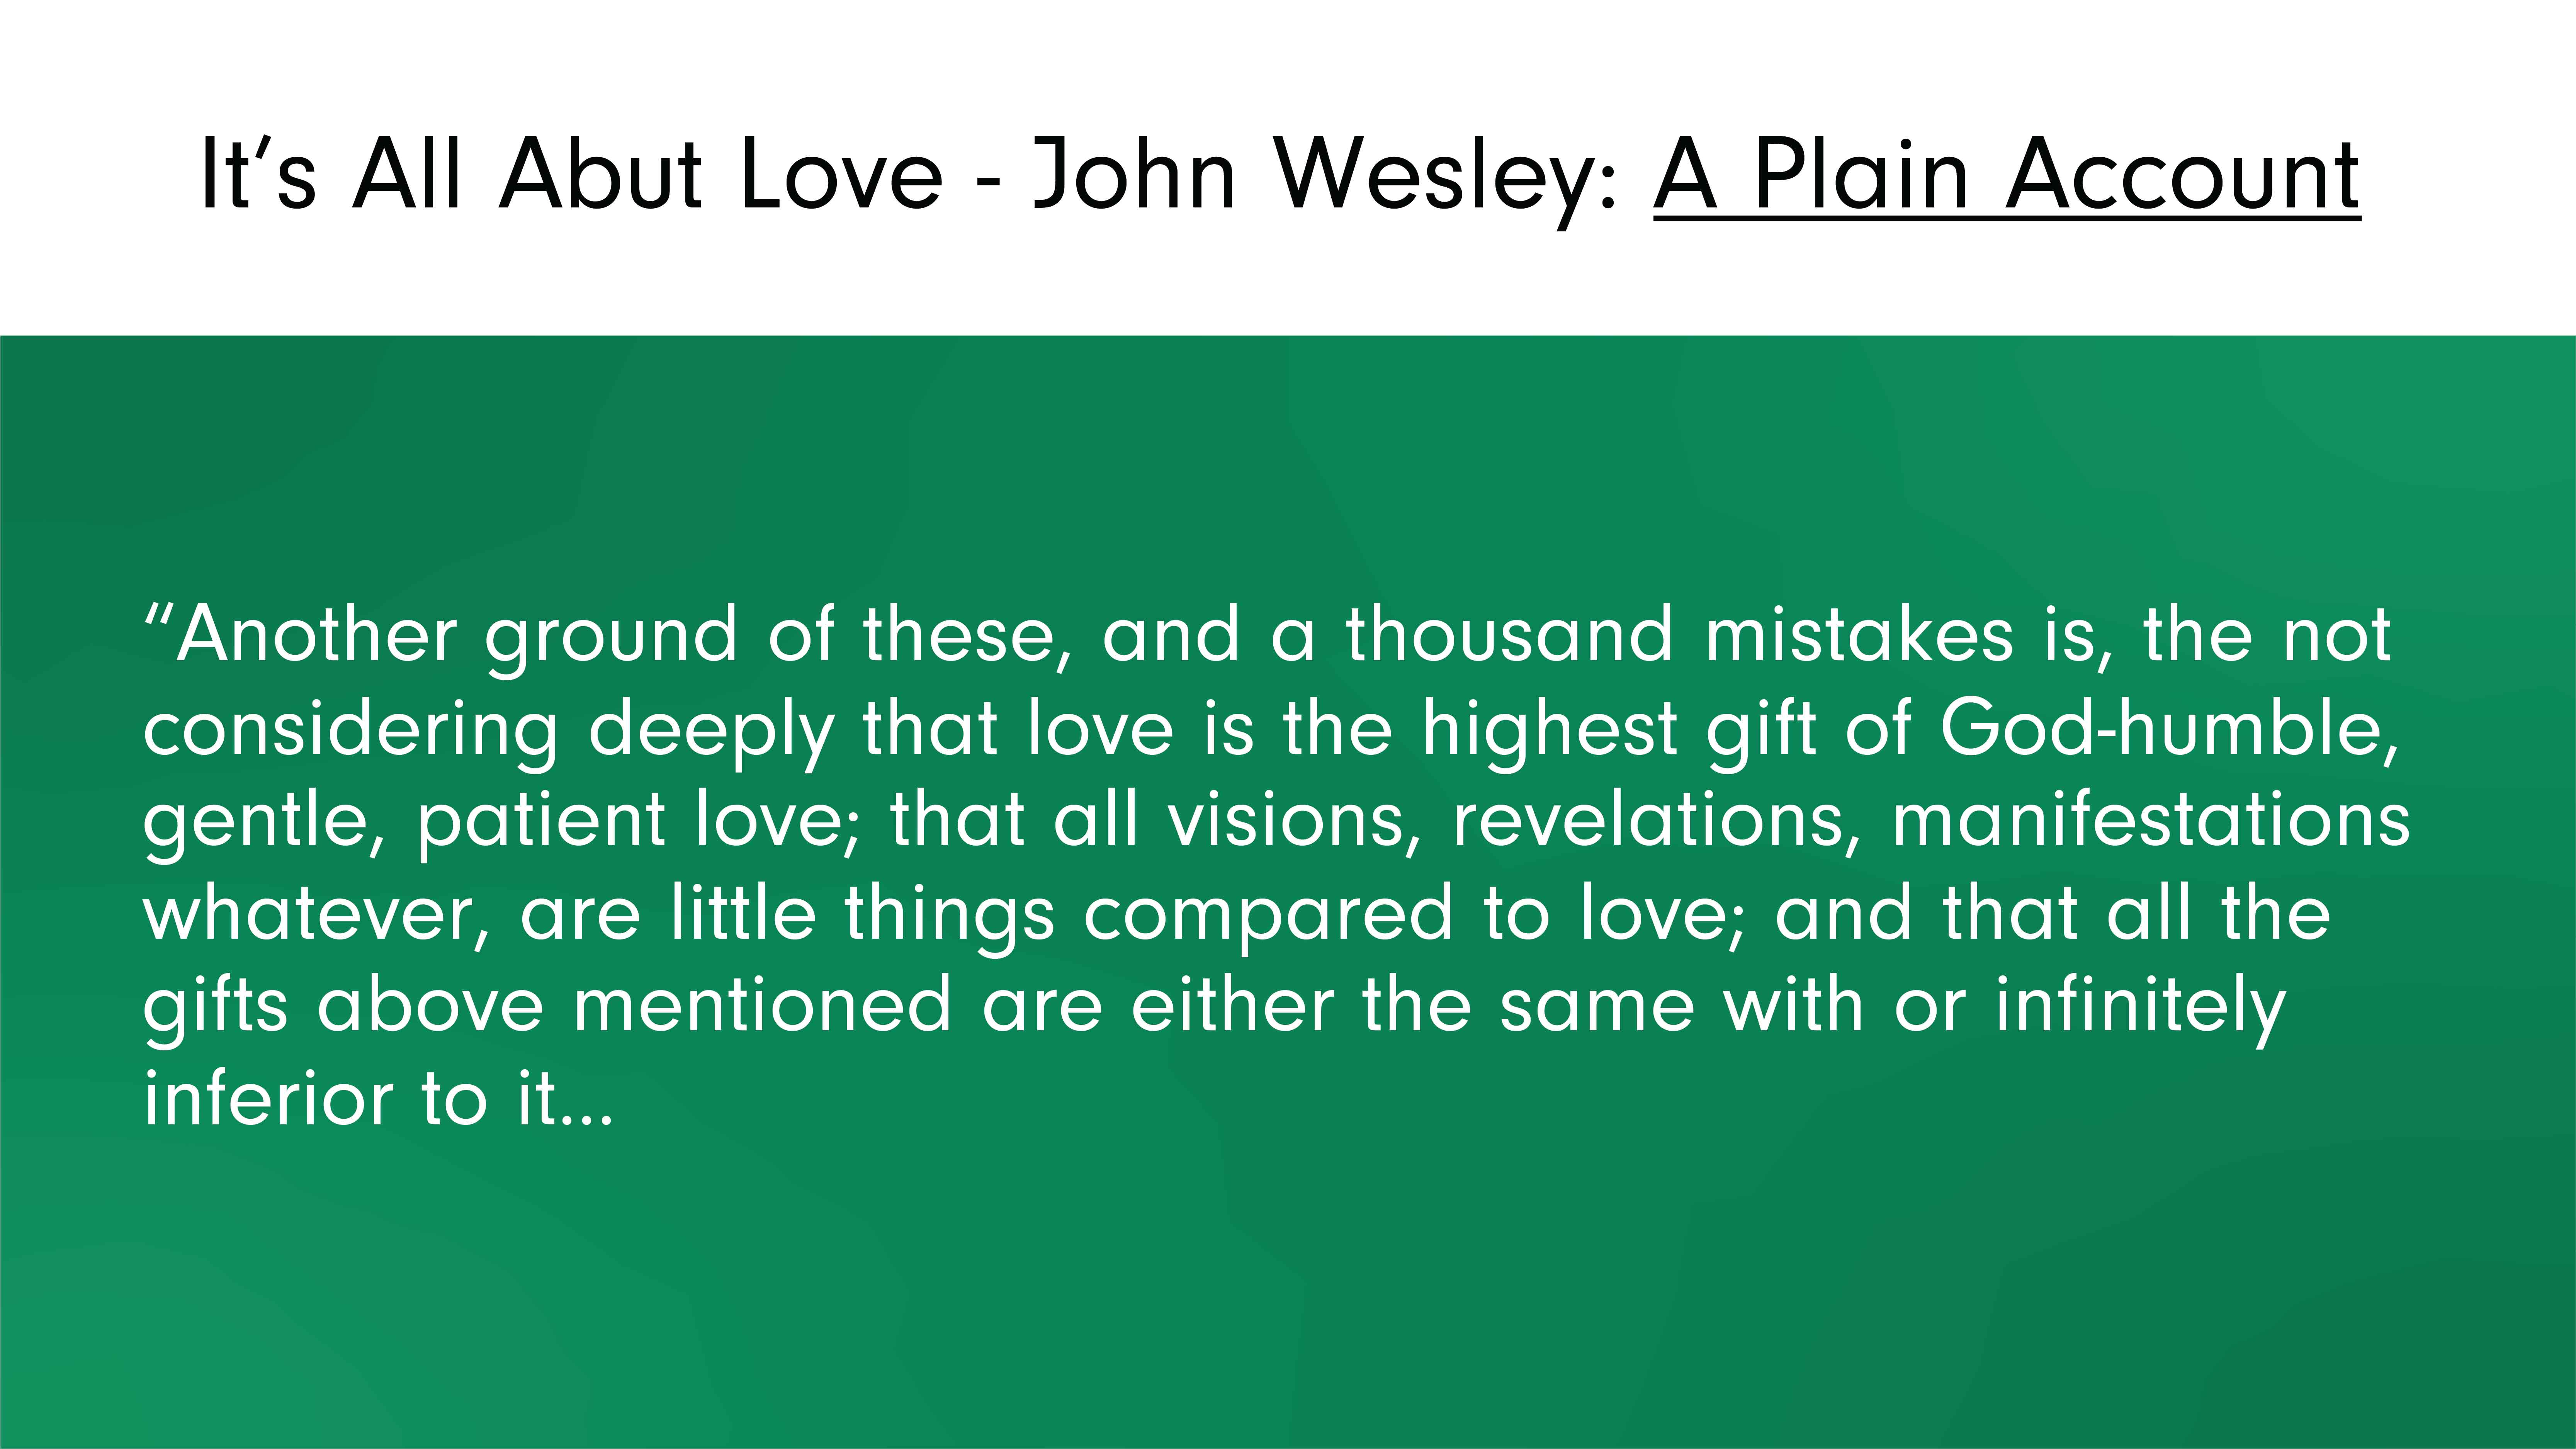 It’s All Abut Love - John Wesley: A Plain Account
“Another ground of these, and a thousand mistakes is, the not
considering deeply that love is the highest gift of God-humble,
gentle, patient love; that all visions, revelations, manifestations
whatever, are little things compared to love; and that all the
gifts above mentioned are either the same with or infinitely
inferior to it...